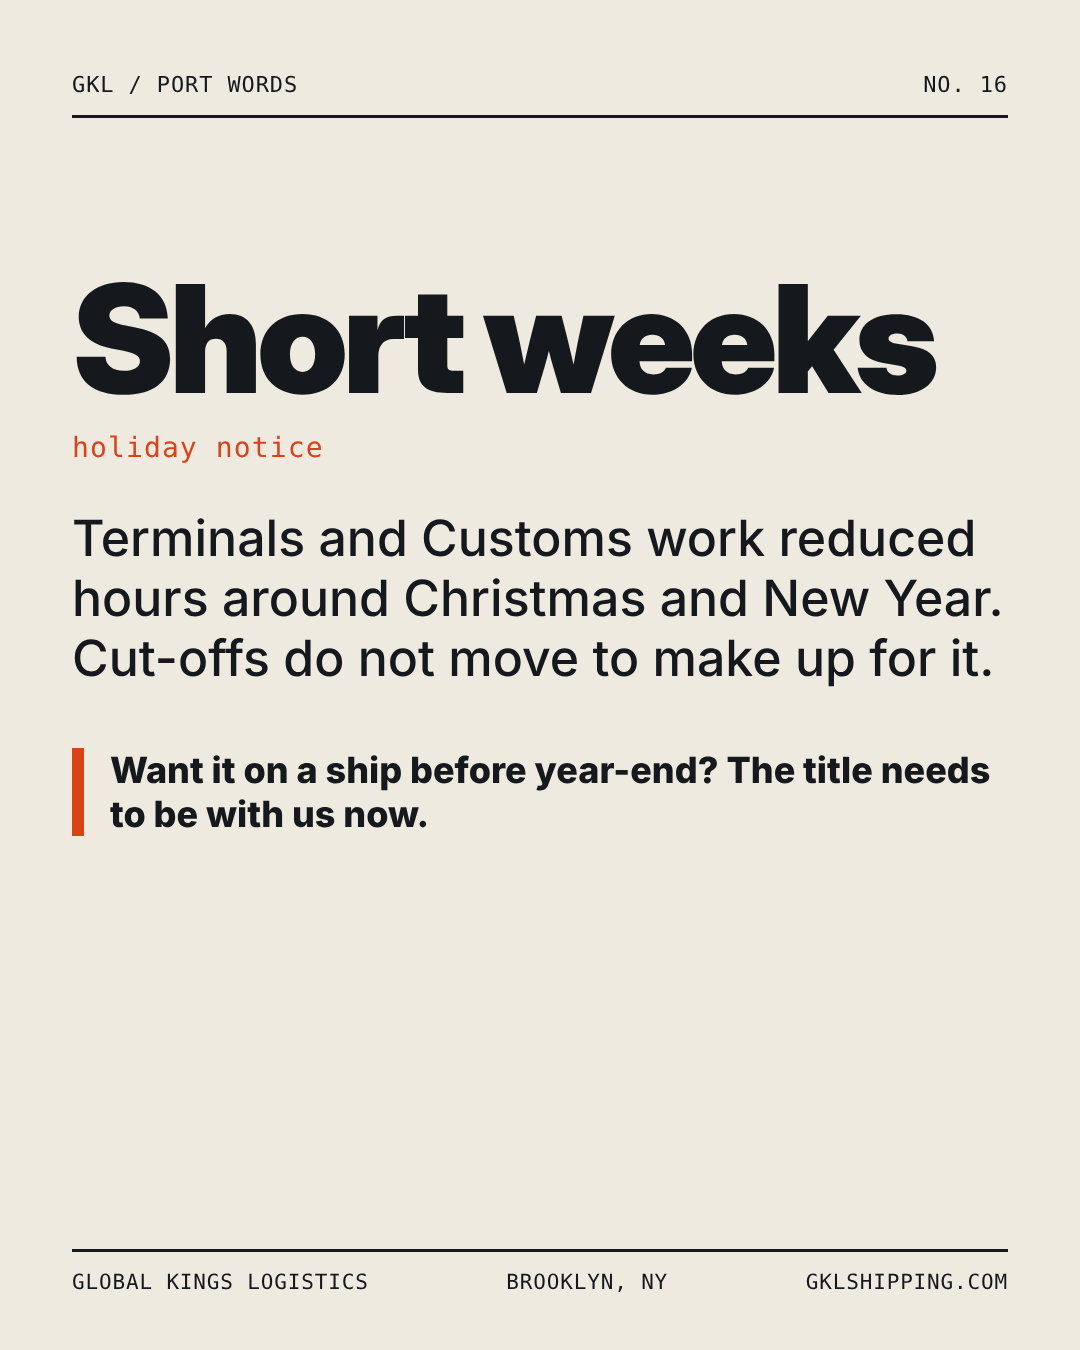 GKL / PORT WORDS
NO. 16
Short weeks
holiday notice
Terminals and Customs work reduced
hours around Christmas and New Year.
Cut-offs do not move to make up for it.
Want it on a ship before year-end? The title needs
to be with us now.
GLOBAL KINGS LOGISTICS
BROOKLYN, NY
GKLSHIPPING.COM